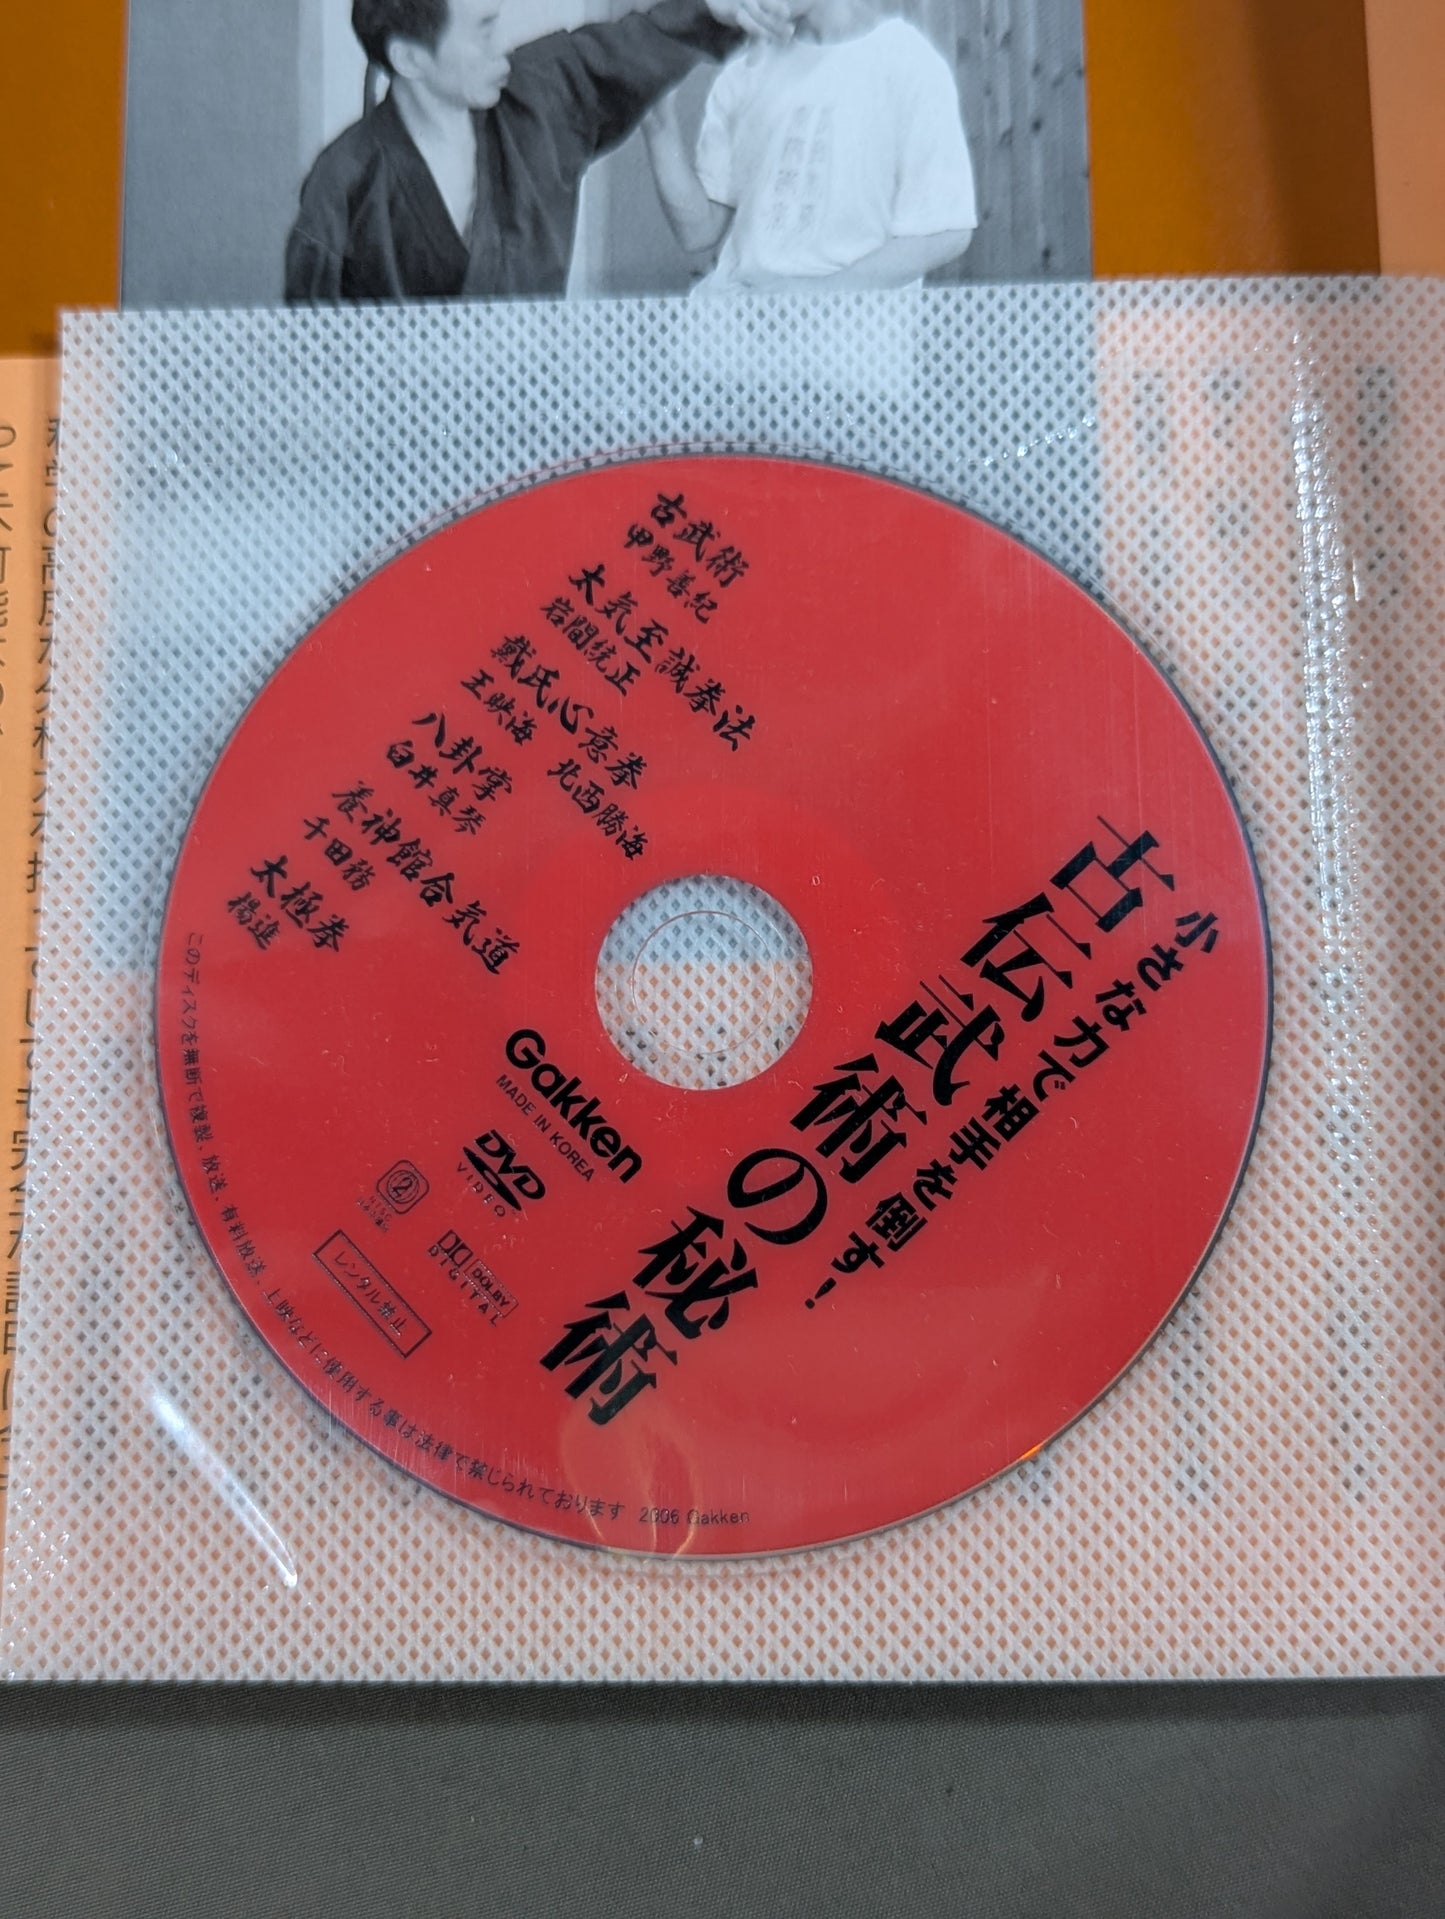 小さな力で相手を倒す!
古伝武術の秘術
古武術
甲野善紀
太気至誠拳法
岩間統正
戴氏心意拳
王映海 北西勝海
八卦掌
白井真琴
養神館合気道
千田務
太極拳
楊進
Gakken
MADE IN KOREA
DVD
VIDEO
2
DOLBY
DIGITAL
レンタル禁止
このディスクを無断で複製、放送、有料放送、上映などに使用する事は法律で禁じられております 2006 Gakken